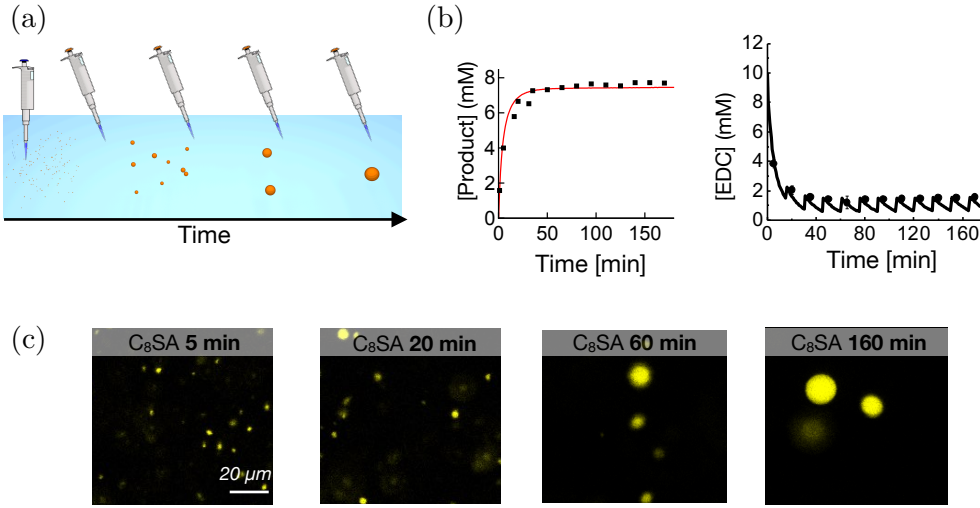 (a)
Time
(b)
[Product] (mM)
8
6
4
2
0
0 50 100 150
Time [min]
[EDC] (mM)
12
10
8
6
4
2
0
0 40 80 120 160
Time [min]
(c)
C₈SA 5 min
20 µm
C₈SA 20 min
C₈SA 60 min
C₈SA 160 min